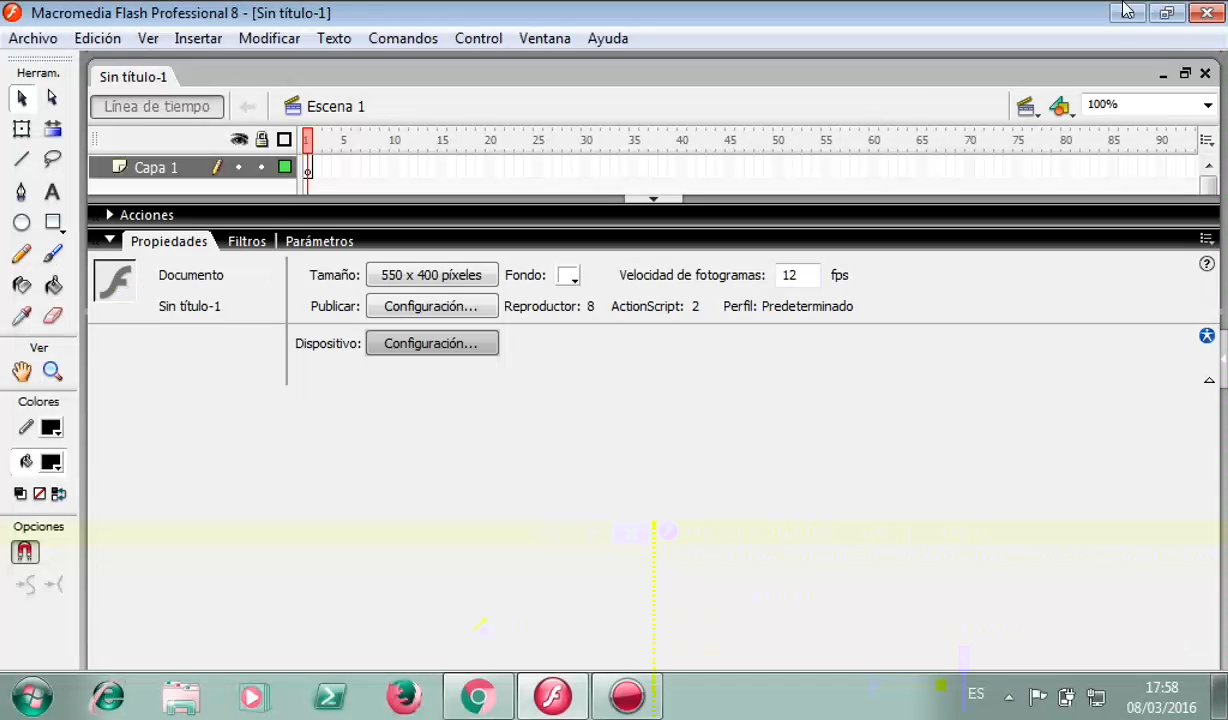 Macromedia Flash Professional 8 - [Sin título-1]
Archivo Edición Ver Insertar Modificar Texto Comandos Control Ventana Ayuda
Herram.
Sin título-1
Línea de tiempo Escena 1 100%
1 5 10 15 20 25 30 35 40 45 50 55 60 65 70 75 80 85 90
Capa 1
Acciones
Propiedades Filtros Parámetros
Documento Tamaño: 550 x 400 píxeles Fondo: Velocidad de fotogramas: 12 fps
Sin título-1 Publicar: Configuración... Reproductor: 8 ActionScript: 2 Perfil: Predeterminado
Dispositivo: Configuración...
Ver
Colores
Opciones
ES
17:58
08/03/2016